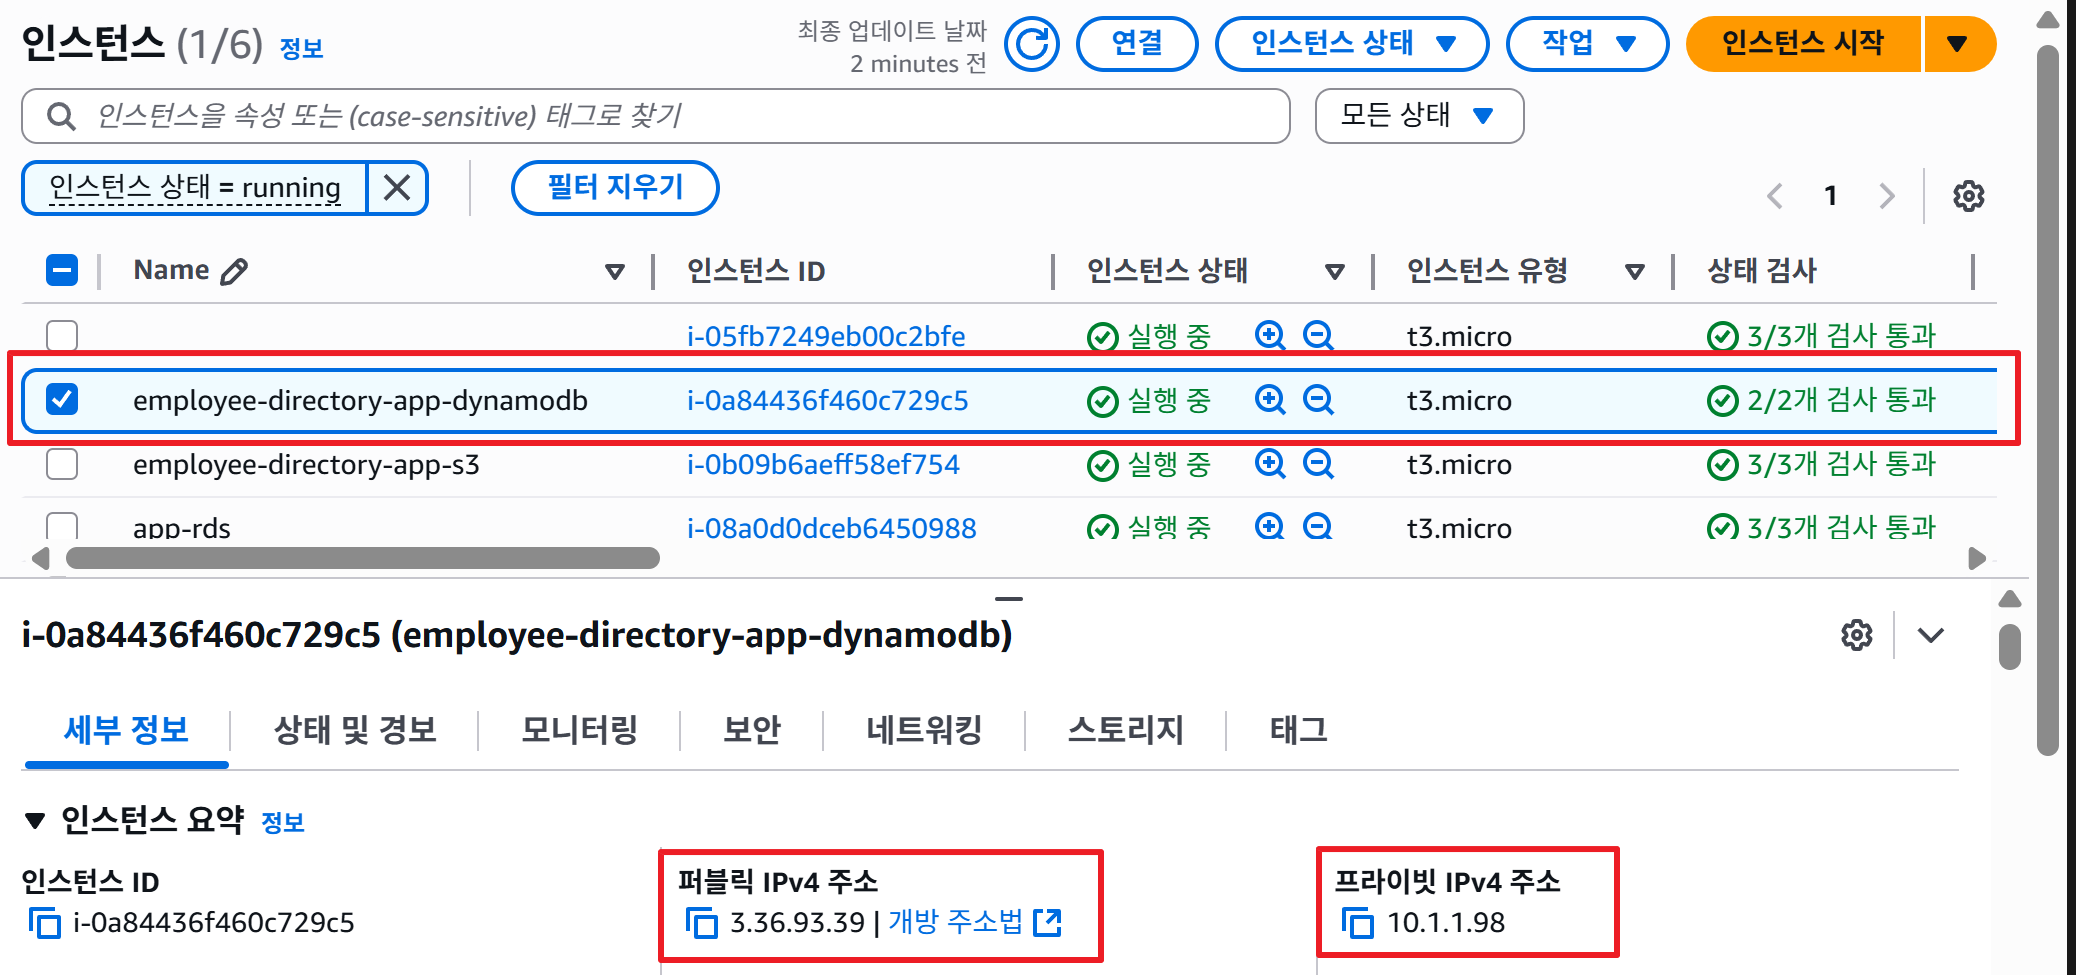 인스턴스 (1/6) 정보
최종 업데이트 날짜
2 minutes 전
연결
인스턴스 상태
작업
인스턴스 시작
인스턴스을 속성 또는 (case-sensitive) 태그로 찾기
모든 상태
인스턴스 상태 = running
필터 지우기
1
Name 인스턴스 ID 인스턴스 상태 인스턴스 유형 상태 검사
i-05fb7249eb00c2bfe 실행 중 t3.micro 3/3개 검사 통과
employee-directory-app-dynamodb i-0a84436f460c729c5 실행 중 t3.micro 2/2개 검사 통과
employee-directory-app-s3 i-0b09b6aeff58ef754 실행 중 t3.micro 3/3개 검사 통과
app-rds i-08a0d0dceb6450988 실행 중 t3.micro 3/3개 검사 통과
i-0a84436f460c729c5 (employee-directory-app-dynamodb)
세부 정보 상태 및 경보 모니터링 보안 네트워킹 스토리지 태그
인스턴스 요약 정보
인스턴스 ID
i-0a84436f460c729c5
퍼블릭 IPv4 주소
3.36.93.39 | 개방 주소법
프라이빗 IPv4 주소
10.1.1.98